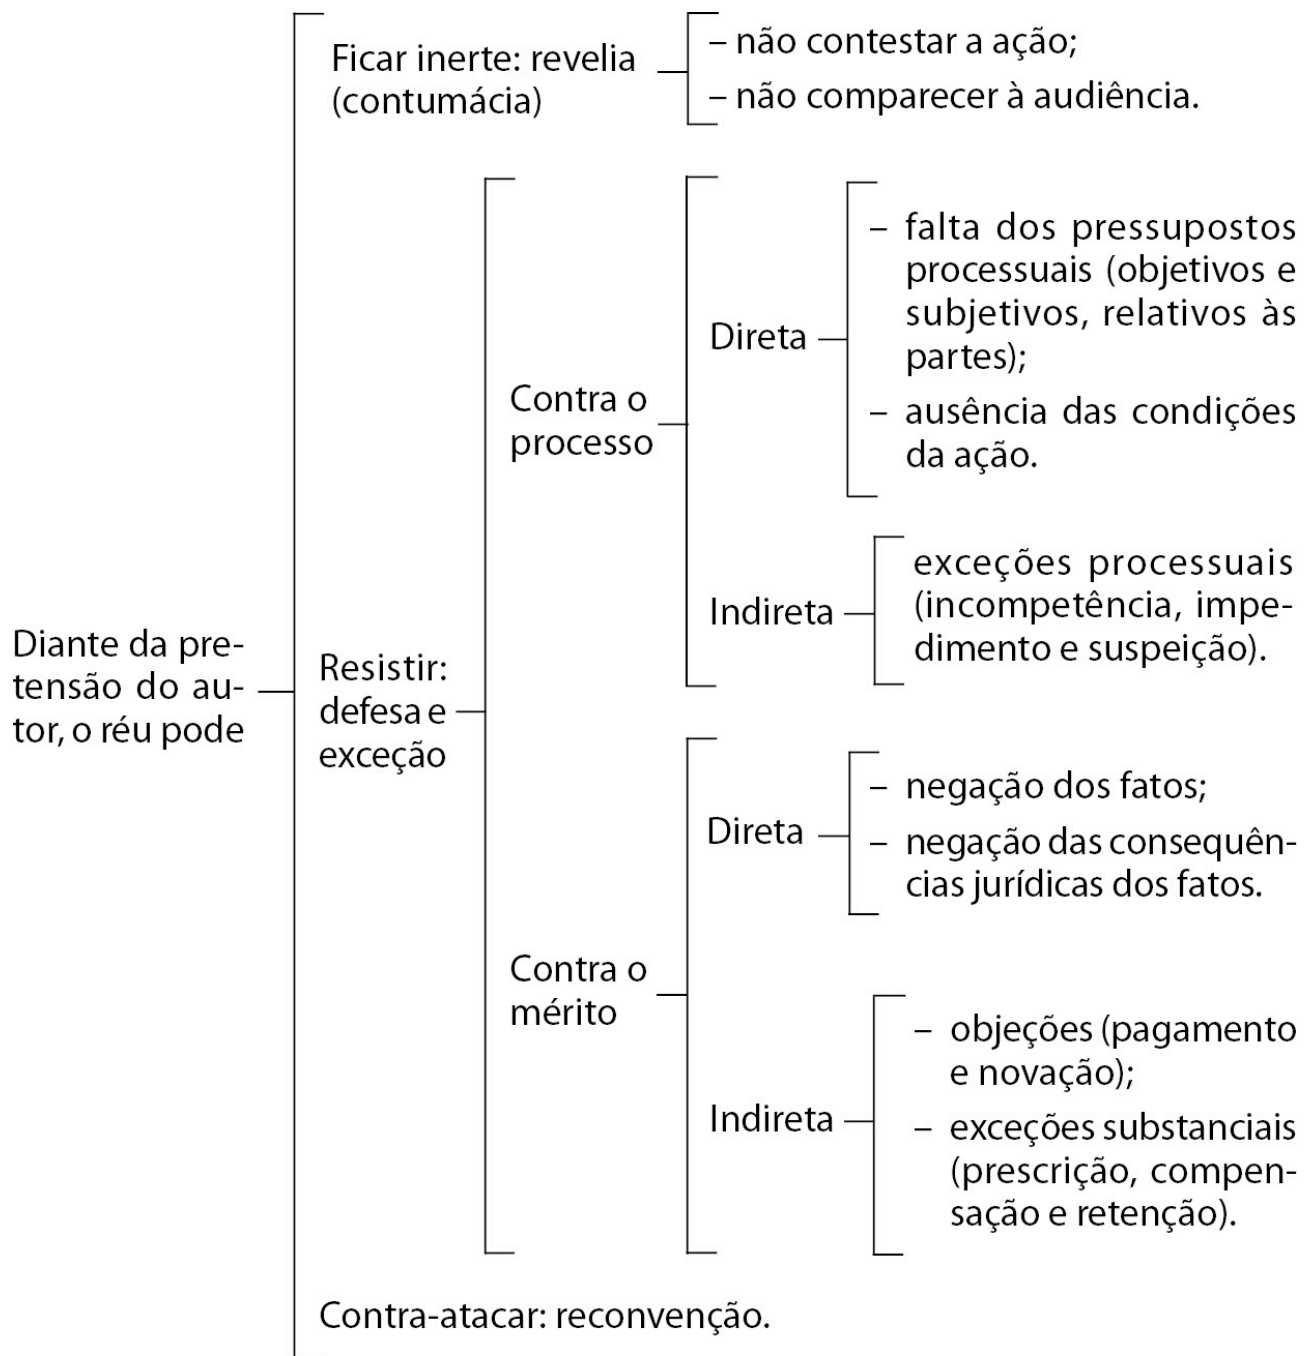 Ficar inerte: revelia
(contumácia)
– não contestar a ação;
– não comparecer à audiência.
Diante da pre-
tensão do au-
tor, o réu pode
Resistir:
defesa e
exceção
Contra o
processo
Direta
– falta dos pressupostos
processuais (objetivos e
subjetivos, relativos às
partes);
– ausência das condições
da ação.
Indireta
exceções processuais
(incompetência, impe-
dimento e suspeição).
Contra o
mérito
Direta
– negação dos fatos;
– negação das consequên-
cias jurídicas dos fatos.
Indireta
– objeções (pagamento
e novação);
– exceções substanciais
(prescrição, compen-
sação e retenção).
Contra-atacar: reconvenção.